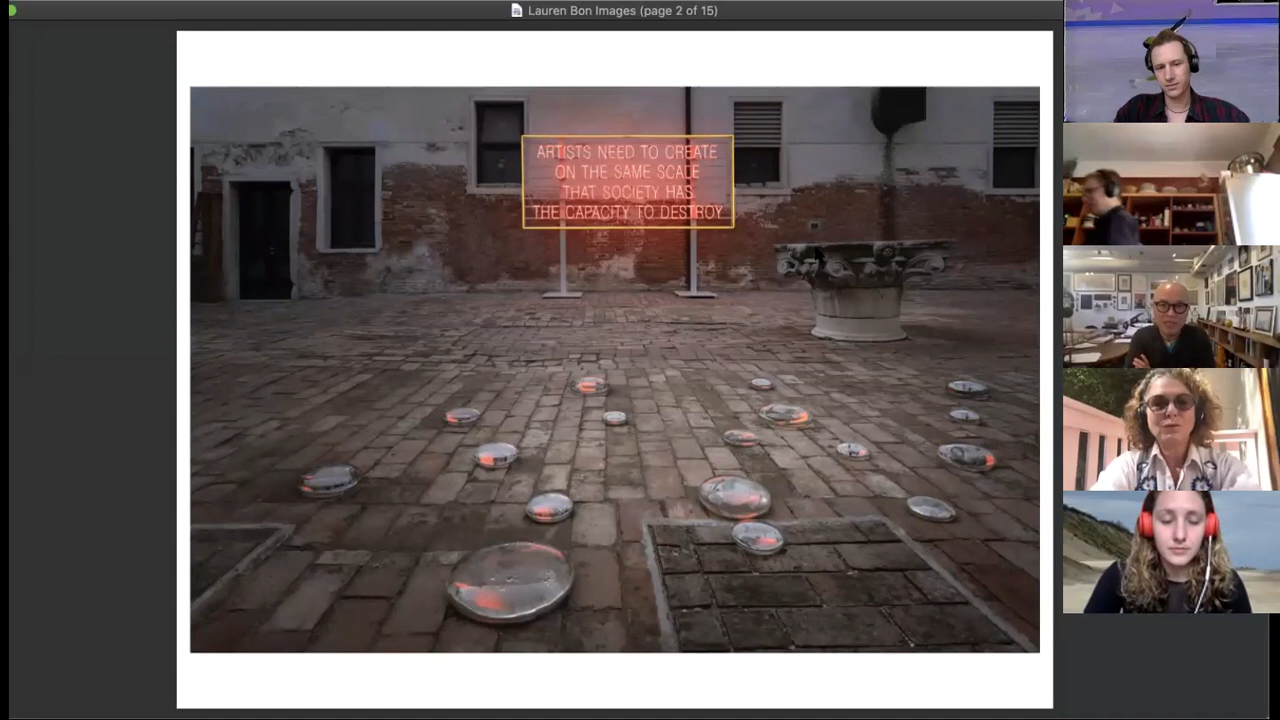 Lauren Bon Images (page 2 of 15)
ARTISTS NEED TO CREATE
ON THE SAME SCALE
THAT SOCIETY HAS
THE CAPACITY TO DESTROY